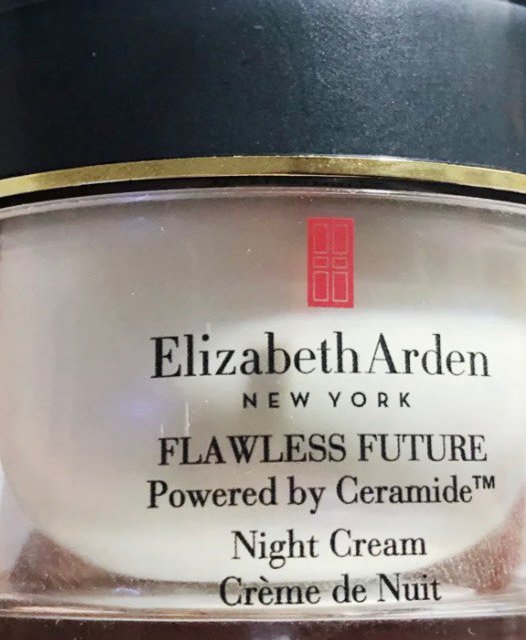 Elizabeth Arden
NEW YORK
FLAWLESS FUTURE
Powered by Ceramide™
Night Cream
Crème de Nuit